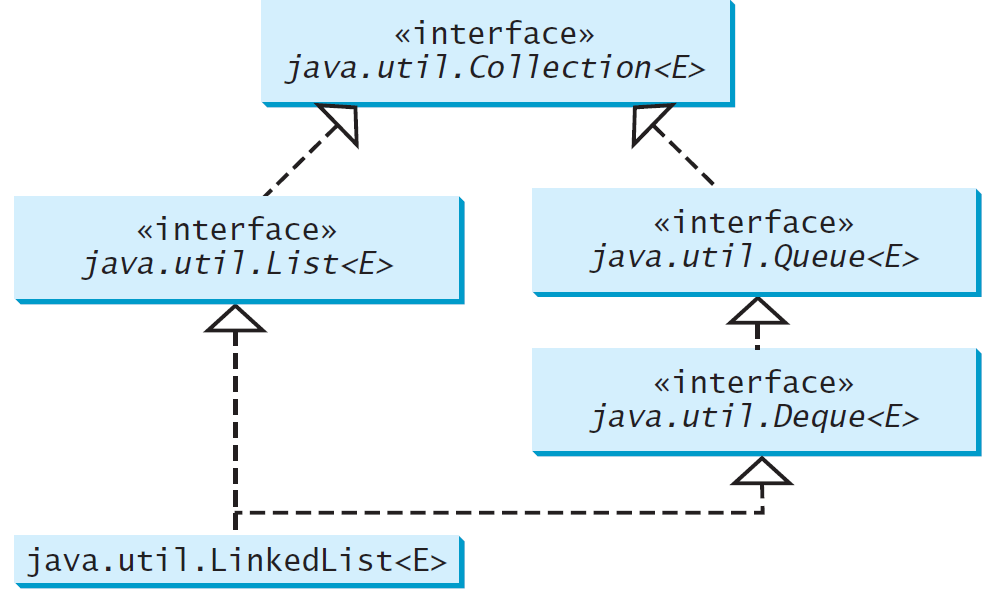 «interface»
java.util.Collection<E>
«interface»
java.util.List<E>
«interface»
java.util.Queue<E>
«interface»
java.util.Deque<E>
java.util.LinkedList<E>